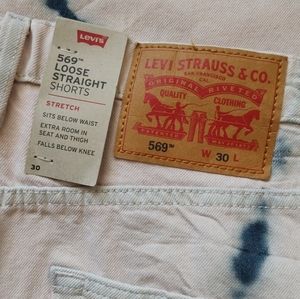 Levi's
569™
LOOSE
STRAIGHT
SHORTS
STRETCH
SITS BELOW WAIST
EXTRA ROOM IN
SEAT AND THIGH
FALLS BELOW KNEE
30
LEVI STRAUSS & CO.
SAN FRANCISCO
CAL.
ORIGINAL RIVETED
QUALITY CLOTHING
569™ W 30 L